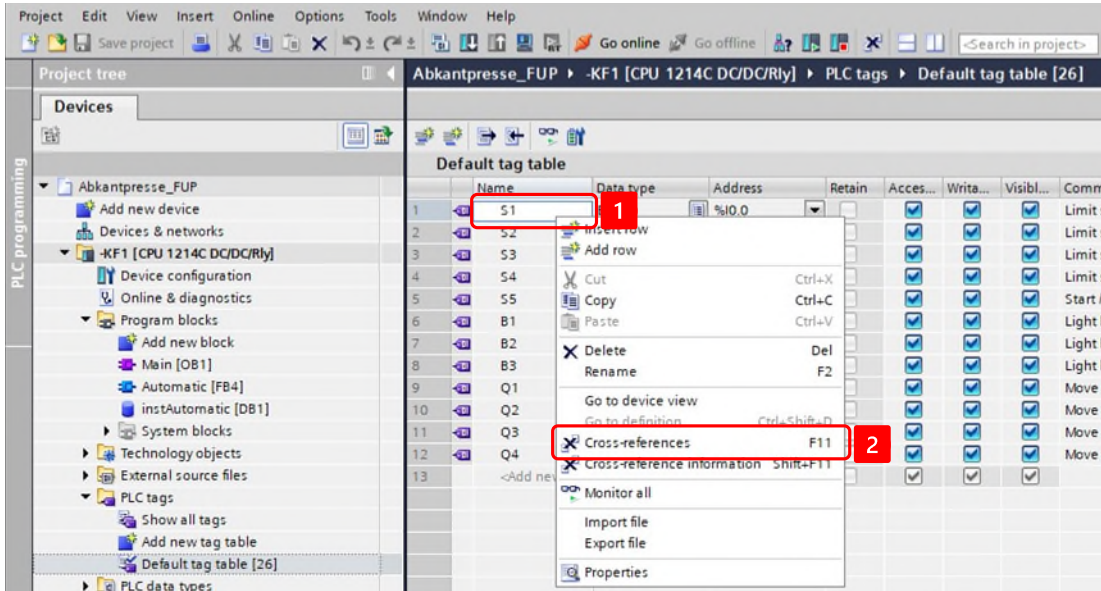 Project Edit View Insert Online Options Tools Window Help
Save project Go online Go offline <Search in project>
Project tree
Abkantpresse_FUP ▸ -KF1 [CPU 1214C DC/DC/Rly] ▸ PLC tags ▸ Default tag table [26]
Devices
PLC programming
Abkantpresse_FUP
Add new device
Devices & networks
-KF1 [CPU 1214C DC/DC/Rly]
Device configuration
Online & diagnostics
Program blocks
Add new block
Main [OB1]
Automatic [FB4]
instAutomatic [DB1]
System blocks
Technology objects
External source files
PLC tags
Show all tags
Add new tag table
Default tag table [26]
PLC data types
Default tag table
Name Data type Address Retain Acces... Writa... Visibl... Comm
1 S1 %I0.0 Limit
2 S2 Limit
3 S3 Limit
4 S4 Limit
5 S5 Start
6 B1 Light
7 B2 Light
8 B3 Light
9 Q1 Move
10 Q2 Move
11 Q3 Move
12 Q4 Move
13 <Add new
1
Insert row
Add row
Cut Ctrl+X
Copy Ctrl+C
Paste Ctrl+V
Delete Del
Rename F2
Go to device view
Go to definition Ctrl+Shift+D
Cross-references F11
2
Cross-reference information Shift+F11
Monitor all
Import file
Export file
Properties